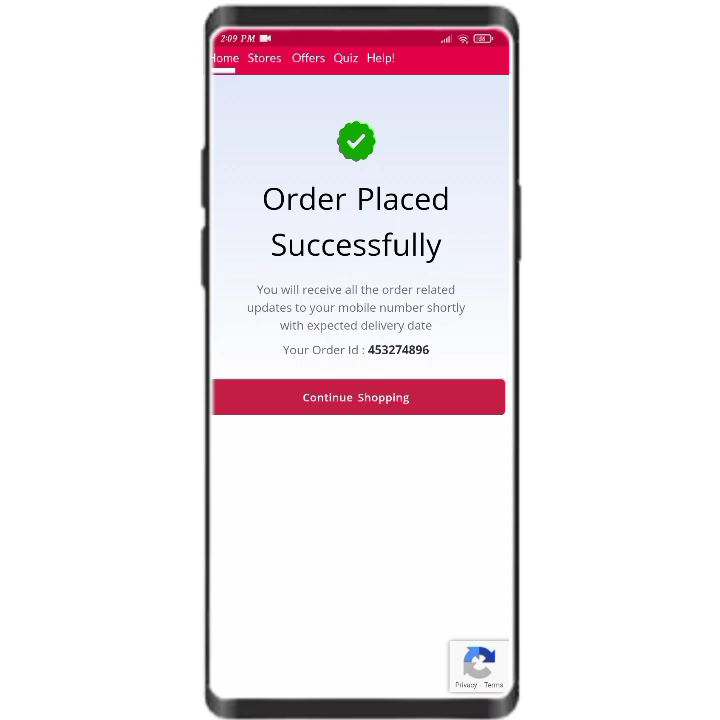 2:09 PM
Home Stores Offers Quiz Help!
Order Placed
Successfully
You will receive all the order related
updates to your mobile number shortly
with expected delivery date
Your Order Id : 453274896
Continue Shopping
Privacy - Terms